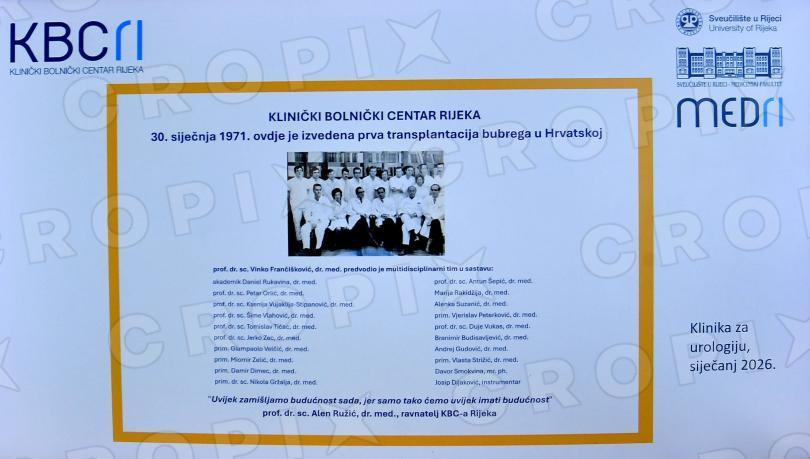 KBCRI
KLINIČKI BOLNIČKI CENTAR RIJEKA
Sveučilište u Rijeci
University of Rijeka
SVEUČILIŠTE U RIJECI - MEDICINSKI FAKULTET
MEDRI
KLINIČKI BOLNIČKI CENTAR RIJEKA
30. siječnja 1971. ovdje je izvedena prva transplantacija bubrega u Hrvatskoj
prof. dr. sc. Vinko Frančišković, dr. med. predvodio je multidisciplinarni tim u sastavu:
akademik Daniel Rukavina, dr. med.
prof. dr. sc. Petar Orlić, dr. med.
prof. dr. sc. Ksenija Vujaklija-Stipanović, dr. med.
prof. dr. sc. Šime Vlahović, dr. med.
prof. dr. sc. Tomislav Tićac, dr. med.
prof. dr. sc. Jerko Zec, dr. med.
prim. Giampaolo Velčić, dr. med.
prim. Miomir Zelić, dr. med.
prim. Damir Dimec, dr. med.
prim. dr. sc. Nikola Gržalja, dr. med.
prof. dr. sc. Antun Šepić, dr. med.
Marija Rakidžija, dr. med.
Alenka Suzanić, dr. med.
prim. Vjerislav Peterković, dr. med.
prof. dr. sc. Duje Vukas, dr. med.
Branimir Budisavljević, dr. med.
Andrej Gudović, dr. med.
prim. Vlasta Strižić, dr. med.
Davor Smokvina, mr. ph.
Josip Diljaković, instrumentar
"Uvijek zamišljamo budućnost sada, jer samo tako ćemo uvijek imati budućnost"
prof. dr. sc. Alen Ružić, dr. med., ravnatelj KBC-a Rijeka
Klinika za
urologiju,
siječanj 2026.
CROPIX
CROPIX
CROPIX
CROPIX